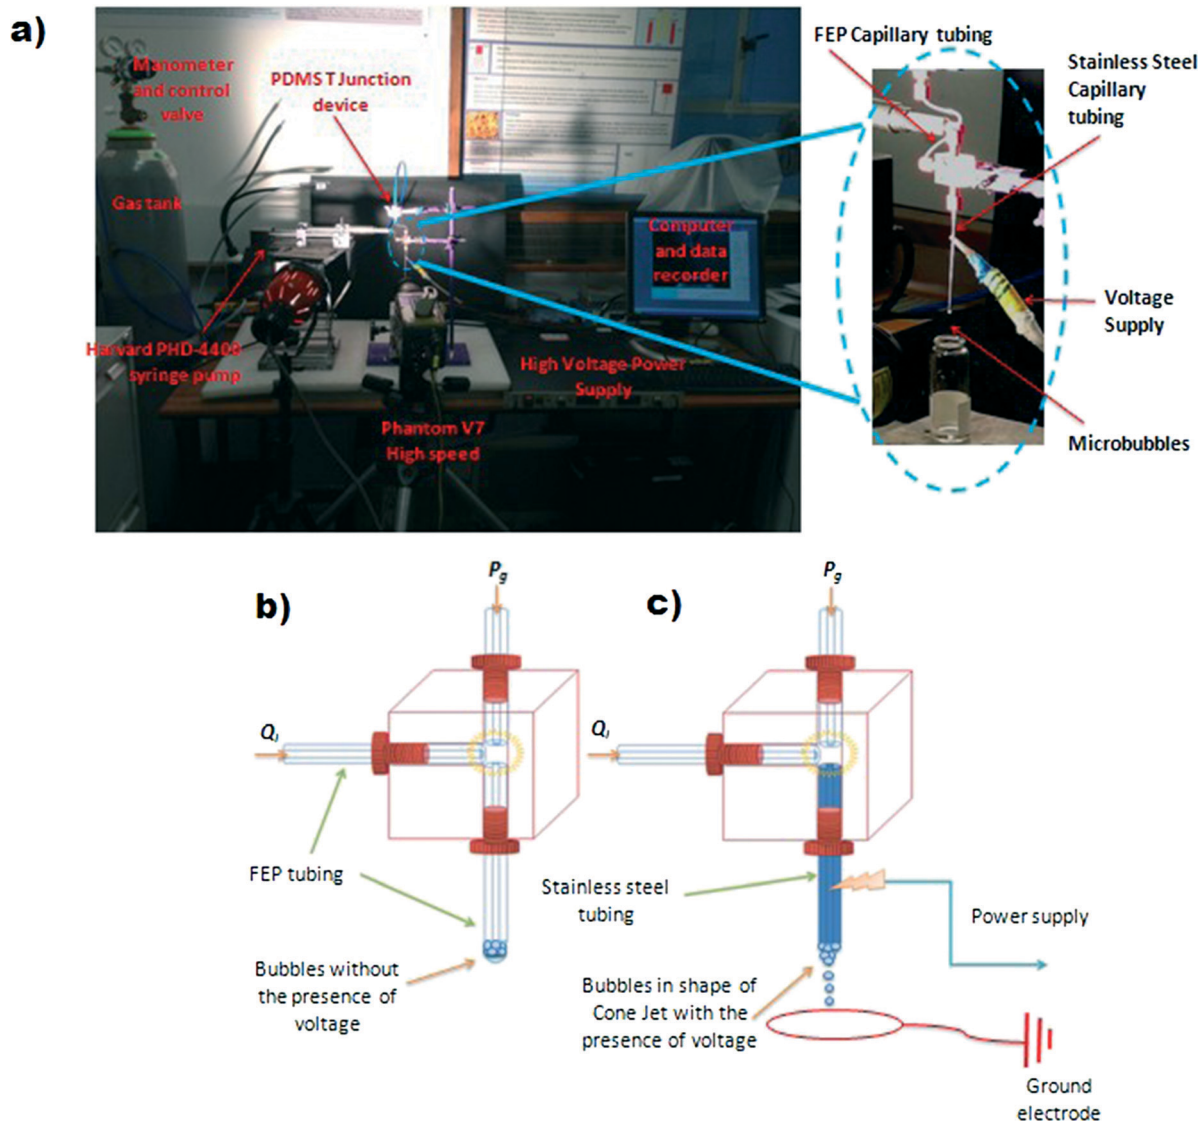 a)
Manometer
and control
valve
PDMS T Junction
device
Gas tank
Computer
and data
recorder
Harvard PHD-4400
syringe pump
High Voltage Power
Supply
Phantom V7
High speed
FEP Capillary tubing
Stainless Steel
Capillary
tubing
Voltage
Supply
Microbubbles
b)
Pg
Ql
FEP tubing
Bubbles without
the presence of
voltage
c)
Pg
Ql
Stainless steel
tubing
Power supply
Bubbles in shape of
Cone Jet with the
presence of voltage
Ground
electrode